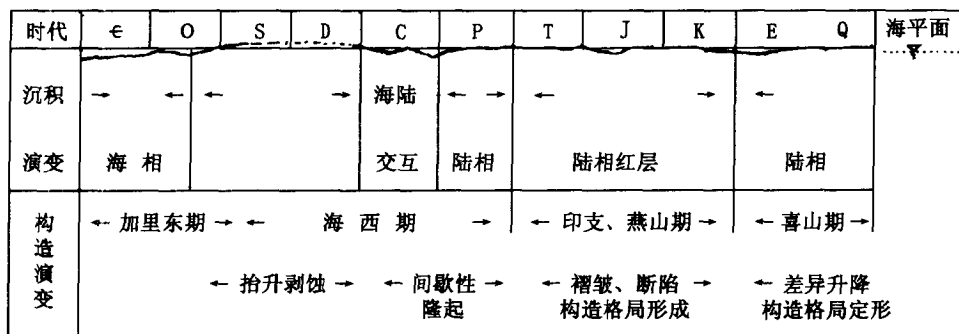 时代 Є O S D C P T J K E Q 海平面
沉积 → ← ← → 海陆 ← → ← → ←
演变 海相 交互 陆相 陆相红层 陆相
构造演变 ← 加里东期 → ← 海西期 → ← 印支、燕山期 → ← 喜山期 →
← 抬升剥蚀 → ← 间歇性 → ← 褶皱、断陷 → ← 差异升降
隆起 构造格局形成 构造格局定形